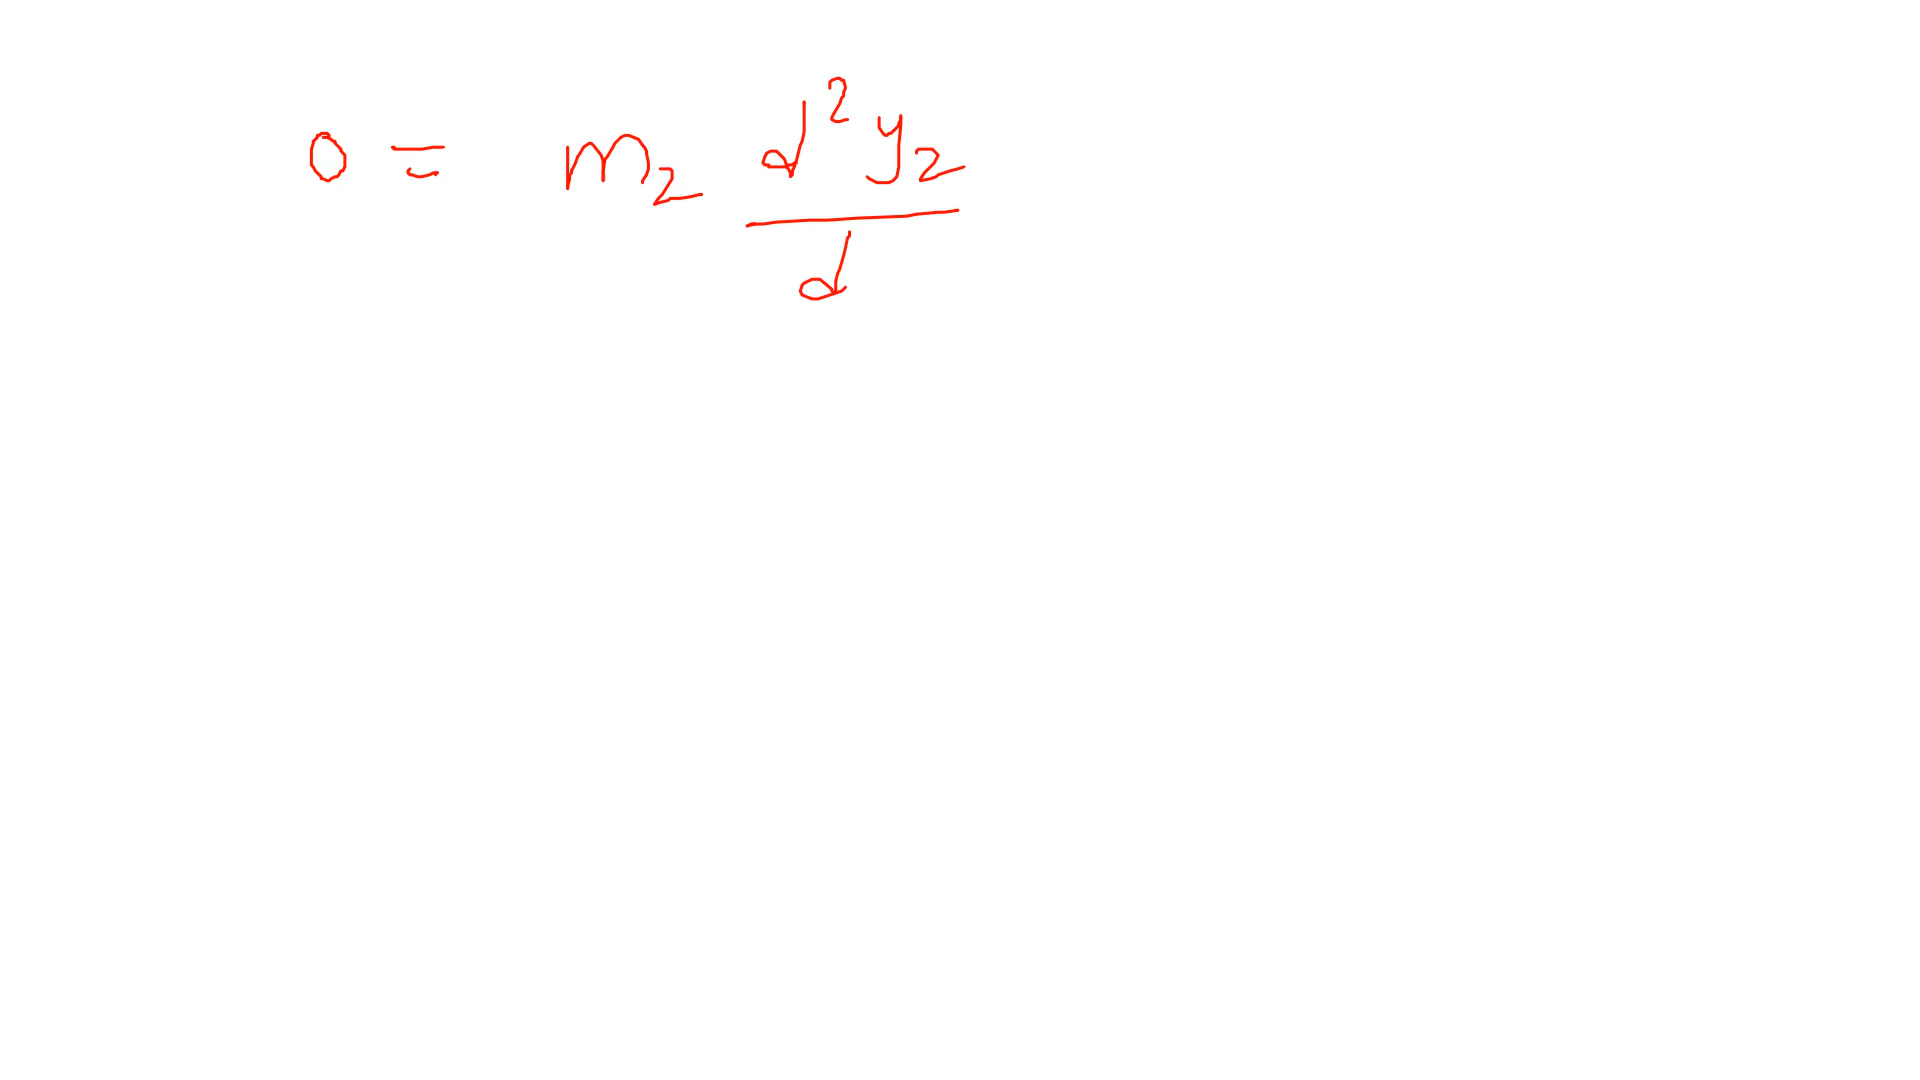 0 = m₂ d²y₂/d